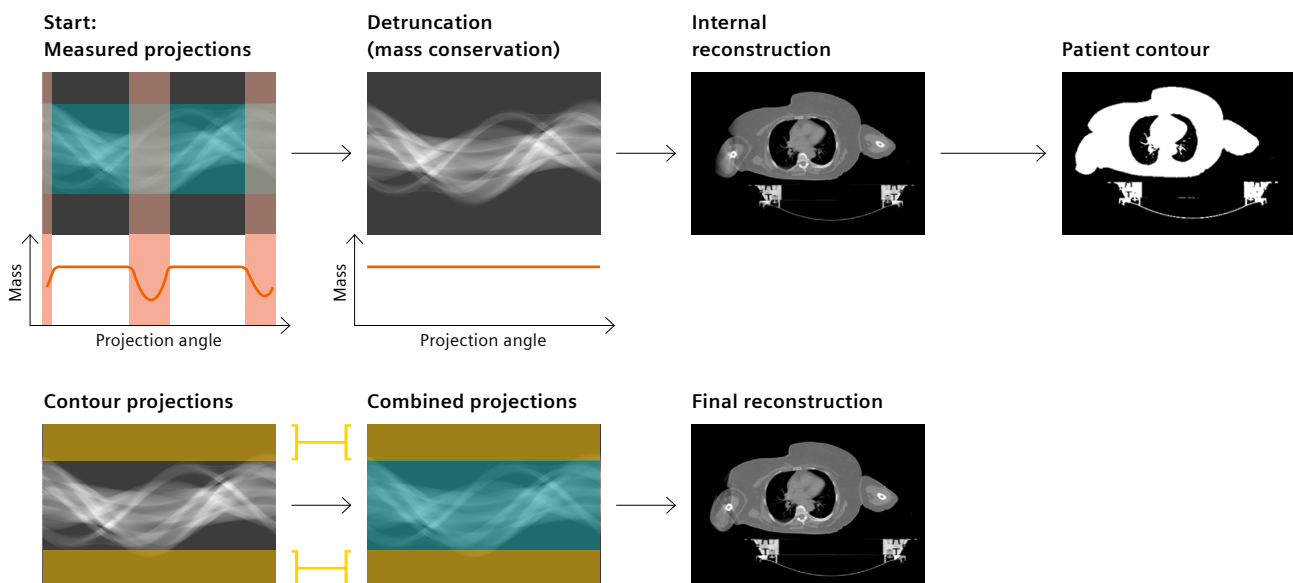 Start:
Measured projections
Detruncation
(mass conservation)
Internal
reconstruction
Patient contour
Mass
Projection angle
Mass
Projection angle
Contour projections
Combined projections
Final reconstruction